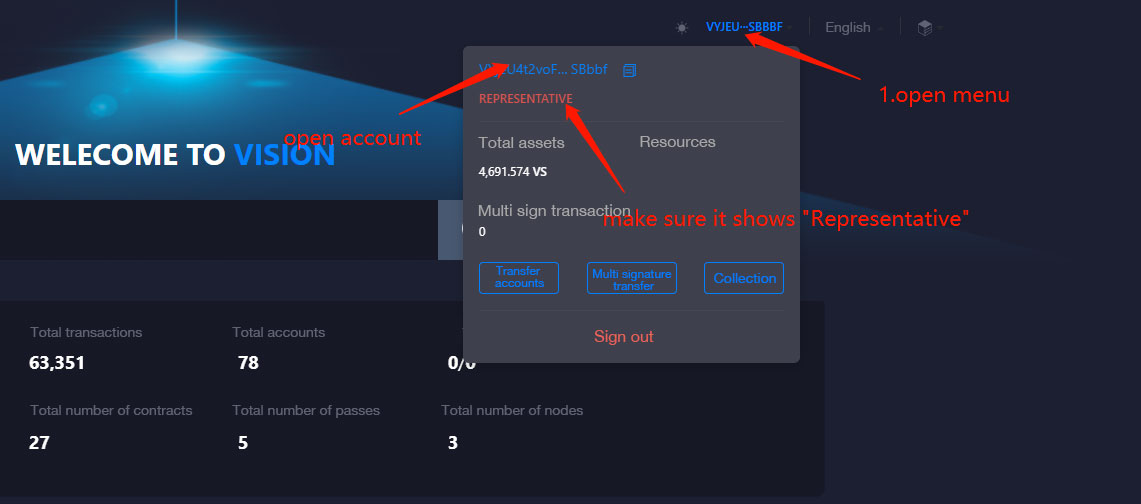 VYJEU···SBBBF
English
SBbbf
REPRESENTATIVE
1.open menu
open account
WELECOME TO VISION
Total assets
Resources
4,691.574 VS
make sure it shows "Representative"
Multi sign transaction
0
Transfer accounts
Multi signature transfer
Collection
Sign out
Total transactions
Total accounts
63,351
78
0/0
Total number of contracts
Total number of passes
Total number of nodes
27
5
3